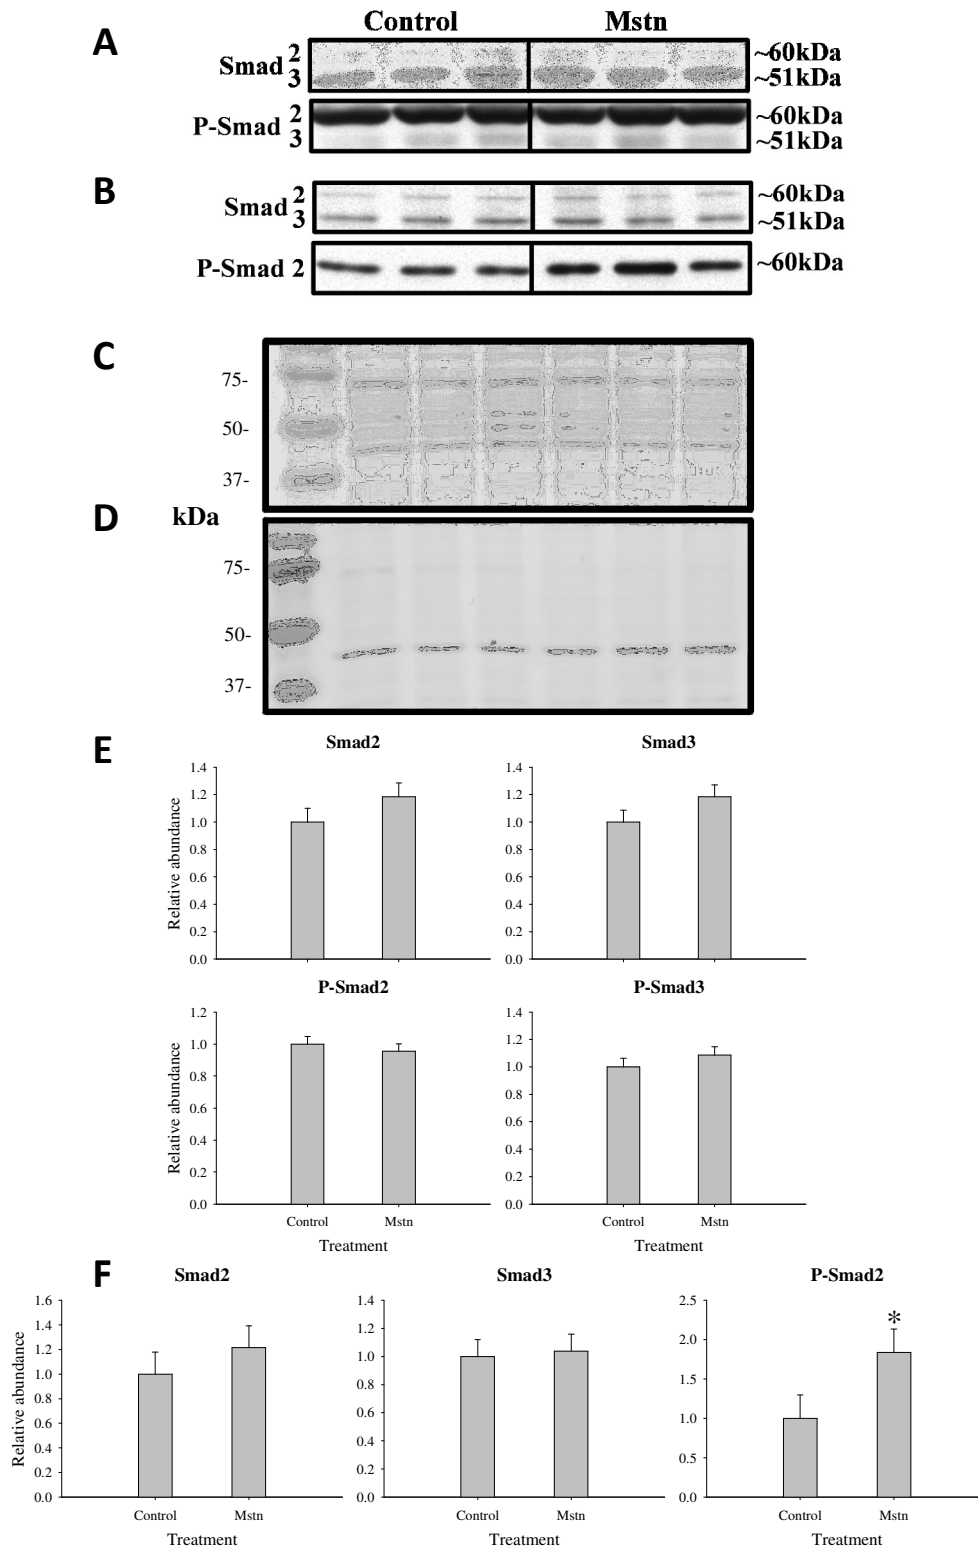 Control Mstn
A
Smad 2 ~60kDa
3 ~51kDa
P-Smad 2 ~60kDa
3 ~51kDa
B
Smad 2 ~60kDa
3 ~51kDa
P-Smad 2 ~60kDa
C
75-
50-
37-
D kDa
75-
50-
37-
E
Smad2 Smad3
Relative abundance
1.4 1.4
1.2 1.2
1.0 1.0
0.8 0.8
0.6 0.6
0.4 0.4
0.2 0.2
0.0 0.0
P-Smad2 P-Smad3
Relative abundance
1.2 1.4
1.0 1.2
0.8 1.0
0.6 0.8
0.4 0.6
0.2 0.4
0.0 0.2
0.0
Control Mstn Control Mstn
Treatment Treatment
F
Smad2 Smad3 P-Smad2
Relative abundance
1.6 1.4 2.5
1.4 1.2 2.0
1.2 1.0 1.5
1.0 0.8 1.0
0.8 0.6 0.5
0.6 0.4 0.0
0.4 0.2
0.2 0.0
0.0
*
Control Mstn Control Mstn Control Mstn
Treatment Treatment Treatment